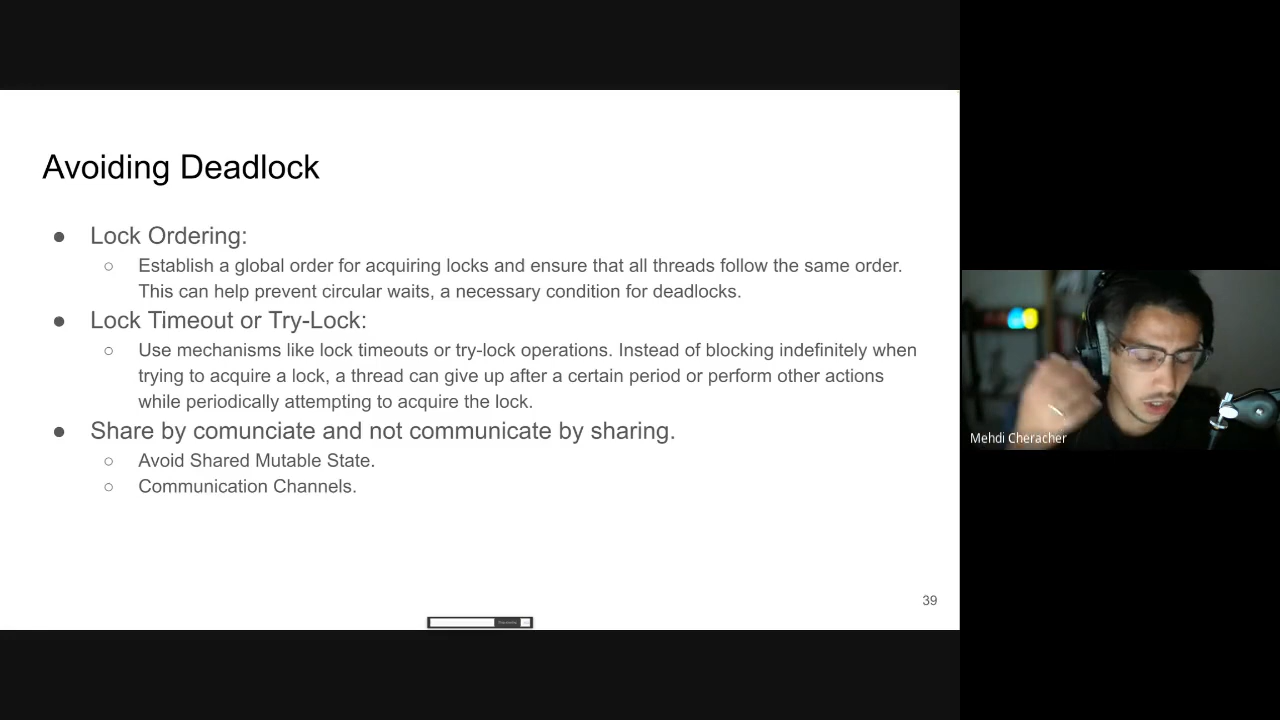 Avoiding Deadlock
● Lock Ordering:
○ Establish a global order for acquiring locks and ensure that all threads follow the same order.
This can help prevent circular waits, a necessary condition for deadlocks.
● Lock Timeout or Try-Lock:
○ Use mechanisms like lock timeouts or try-lock operations. Instead of blocking indefinitely when
trying to acquire a lock, a thread can give up after a certain period or perform other actions
while periodically attempting to acquire the lock.
● Share by comunciate and not communicate by sharing.
○ Avoid Shared Mutable State.
○ Communication Channels.
39
Mehdi Cheracher